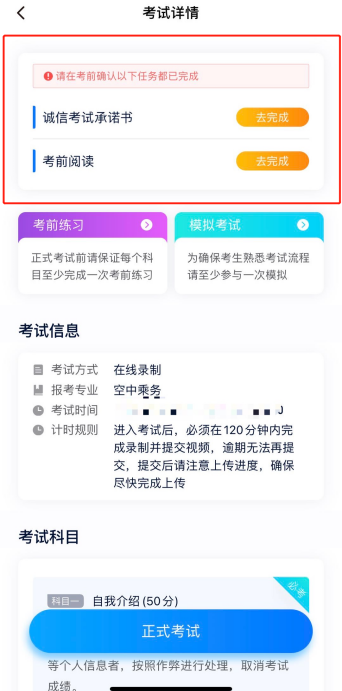 考试详情
请在考前确认以下任务都已完成
诚信考试承诺书
去完成
考前阅读
去完成
考前练习
模拟考试
正式考试前请保证每个科
目至少完成一次考前练习
为确保考生熟悉考试流程
请至少参与一次模拟
考试信息
考试方式 在线录制
报考专业 空中乘务
考试时间
计时规则 进入考试后，必须在120分钟内完
成录制并提交视频，逾期无法再提
交，提交后请注意上传进度，确保
尽快完成上传
考试科目
必考
科目一 自我介绍(50分)
正式考试
等个人信息者，按照作弊进行处理，取消考试
成绩。